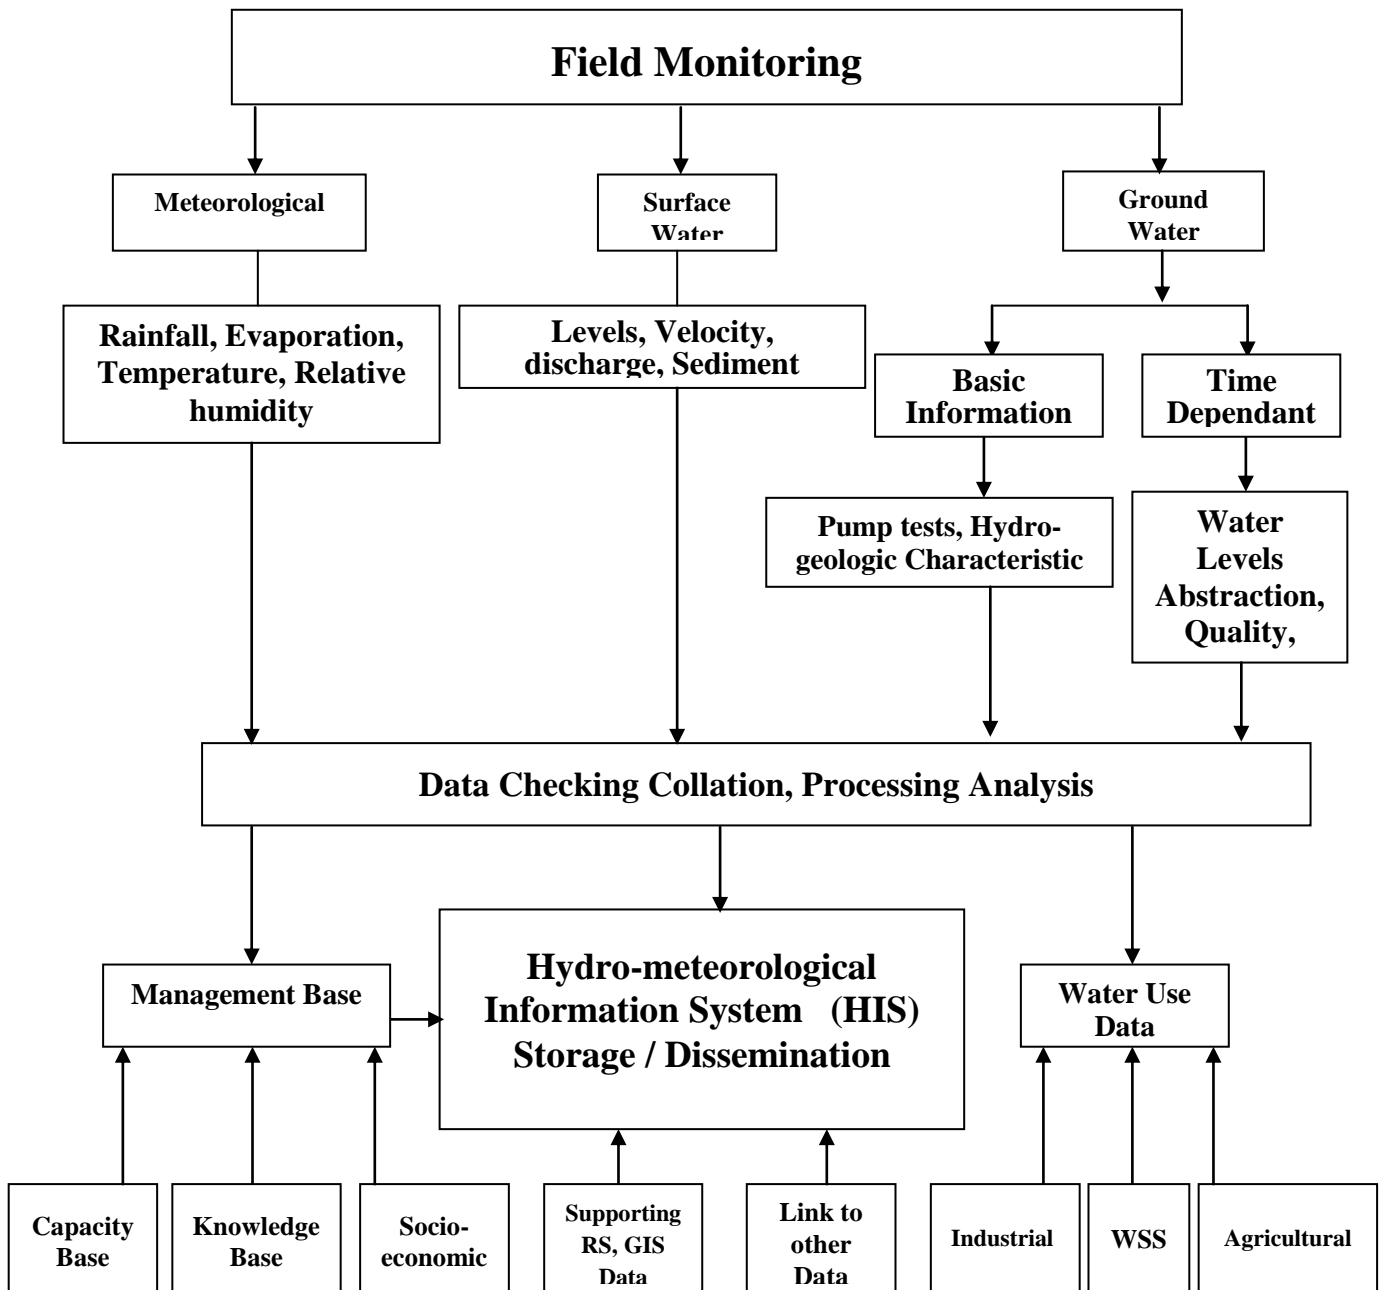 Field Monitoring
Meteorological
Surface
Water
Ground
Water
Rainfall, Evaporation,
Temperature, Relative
humidity
Levels, Velocity,
discharge, Sediment
Basic
Information
Time
Dependant
Pump tests, Hydro-
geologic Characteristic
Water
Levels
Abstraction,
Quality,
Data Checking Collation, Processing Analysis
Management Base
Hydro-meteorological
Information System (HIS)
Storage / Dissemination
Water Use
Data
Capacity
Base
Knowledge
Base
Socio-
economic
Supporting
RS, GIS
Data
Link to
other
Data
Industrial
WSS
Agricultural